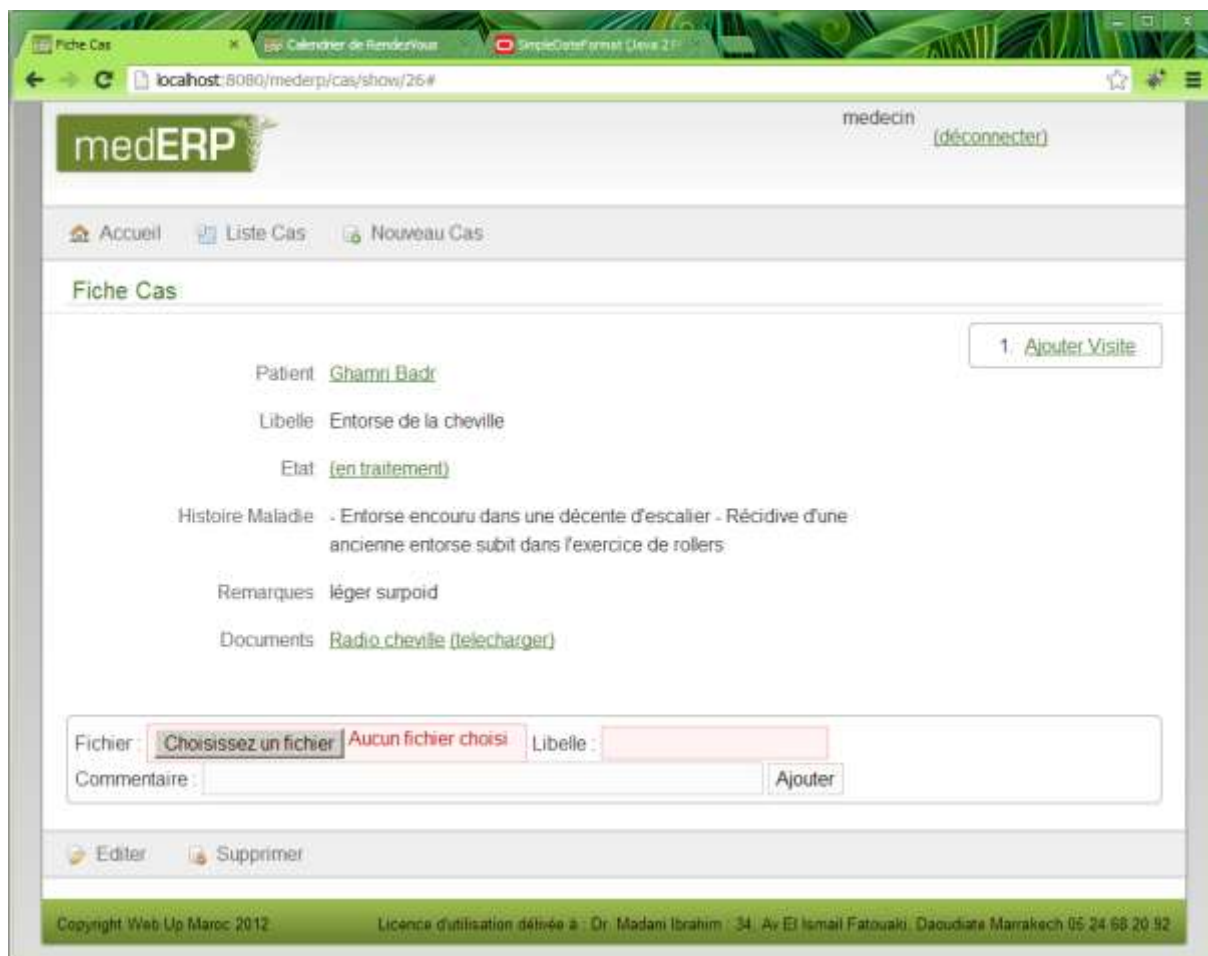 Fiche Cas
Calendrier de RendezVous
SimpleDateFormat (Java 2 P
localhost:8080/mederp/cas/show/26#
medERP
medecin
(déconnecter)
Accueil Liste Cas Nouveau Cas
Fiche Cas
1. Ajouter Visite
Patient Ghamri Badr
Libelle Entorse de la cheville
Etat (en traitement)
Histoire Maladie - Entorse encouru dans une décente d'escalier - Récidive d'une
ancienne entorse subit dans l'exercice de rollers
Remarques léger surpoid
Documents Radio cheville (telecharger)
Fichier : Choisissez un fichier Aucun fichier choisi Libelle :
Commentaire : Ajouter
Editer Supprimer
Copyright Web Up Maroc 2012 Licence d'utilisation délivée à : Dr. Madani Ibrahim : 34, Av El Ismail Fatouaki, Daoudiate Marrakech 05 24 68 20 92